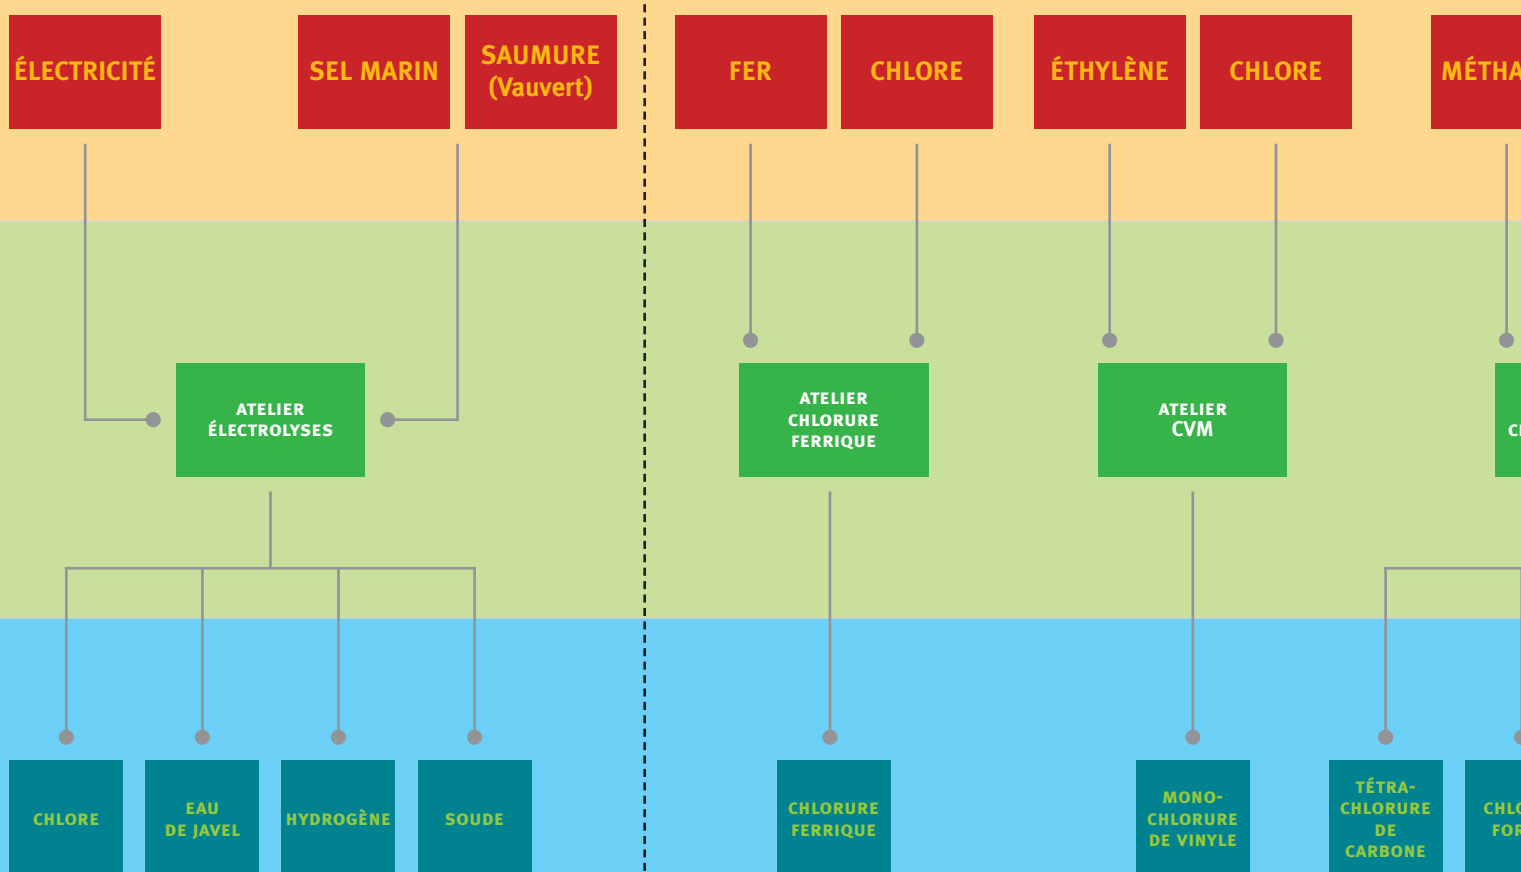 ÉLECTRICITÉ
SEL MARIN
SAUMURE
(Vauvert)
FER
CHLORE
ÉTHYLÈNE
CHLORE
ATELIER
ÉLECTROLYSES
ATELIER
CHLORURE
FERRIQUE
ATELIER
CVM
CHLORE
EAU
DE JAVEL
HYDROGÈNE
SOUDE
CHLORURE
FERRIQUE
MONO-
CHLORURE
DE VINYLE
TÉTRA-
CHLORURE
DE
CARBONE